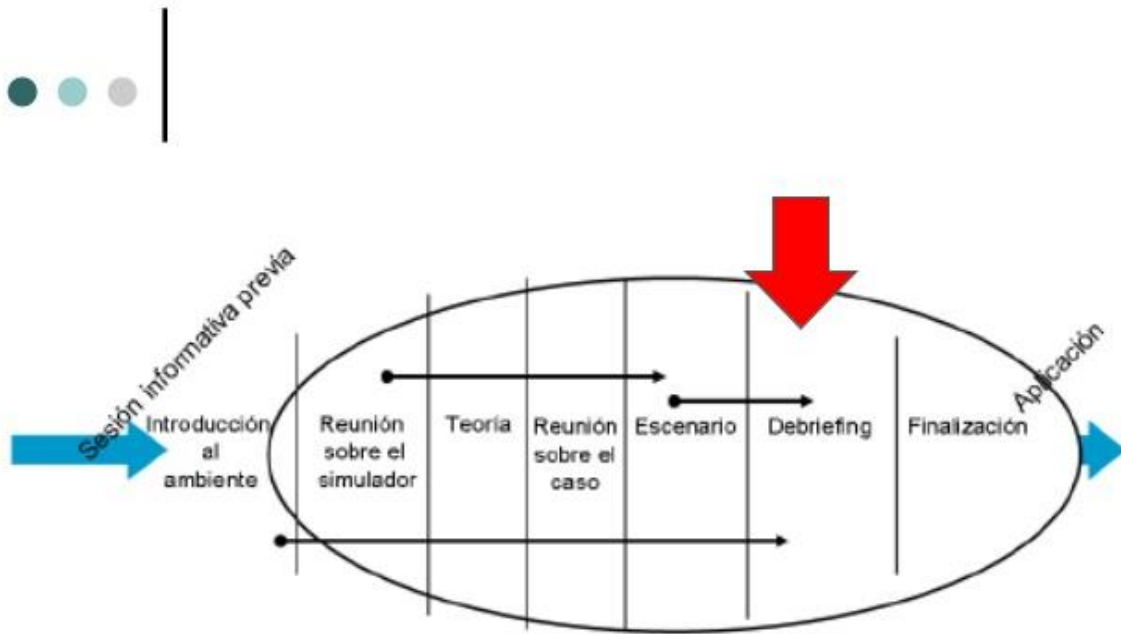 Sesión informativa previa
Introducción
al
ambiente
Reunión
sobre el
simulador
Teoría
Reunión
sobre el
caso
Escenario
Debriefing
Finalización
Aplicación